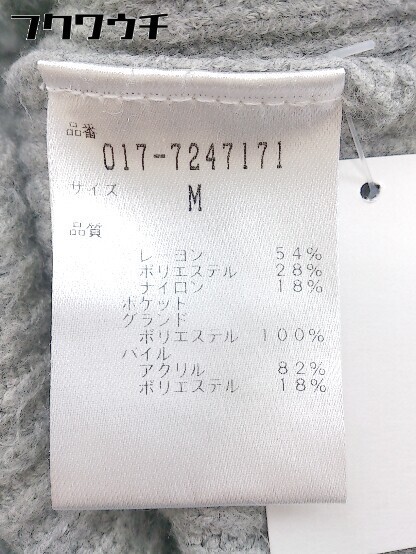 フクウウチ
品番
017-7247171
サイズ M
品質
レーヨン 54%
ポリエステル 28%
ナイロン 18%
ポケット
グランド
ポリエステル 100%
パイル
アクリル 82%
ポリエステル 18%